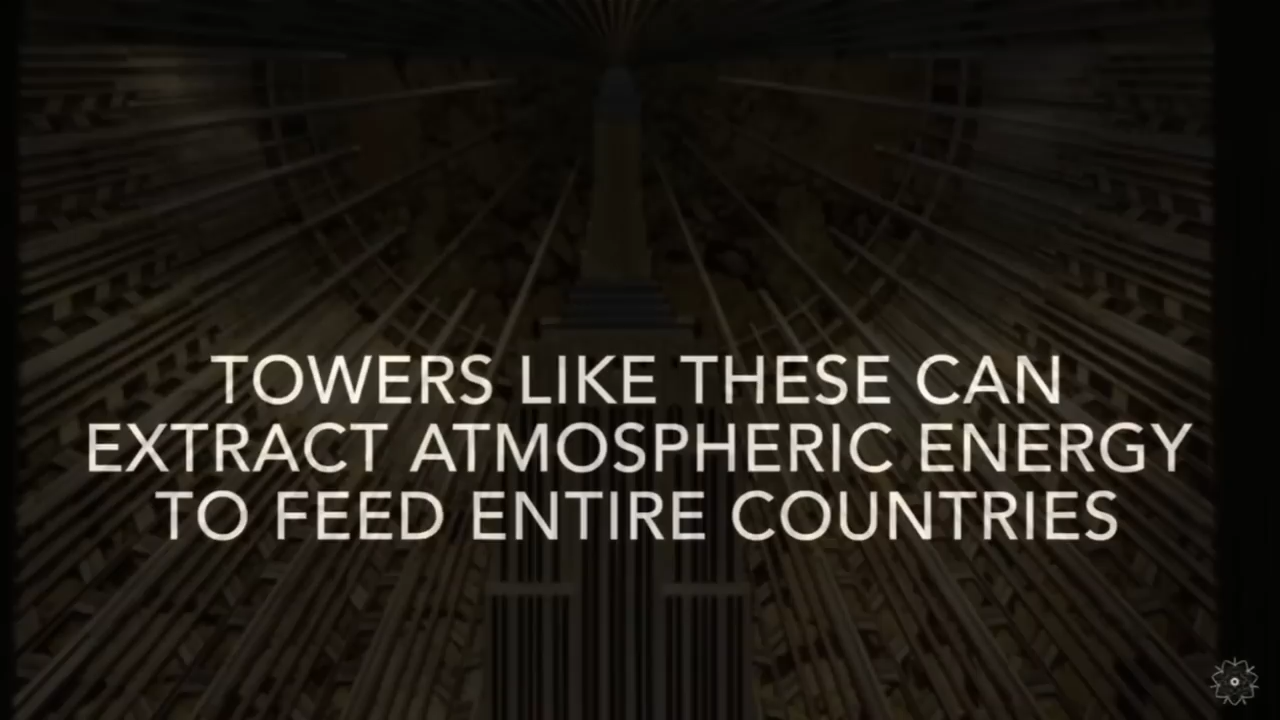 TOWERS LIKE THESE CAN
EXTRACT ATMOSPHERIC ENERGY
TO FEED ENTIRE COUNTRIES